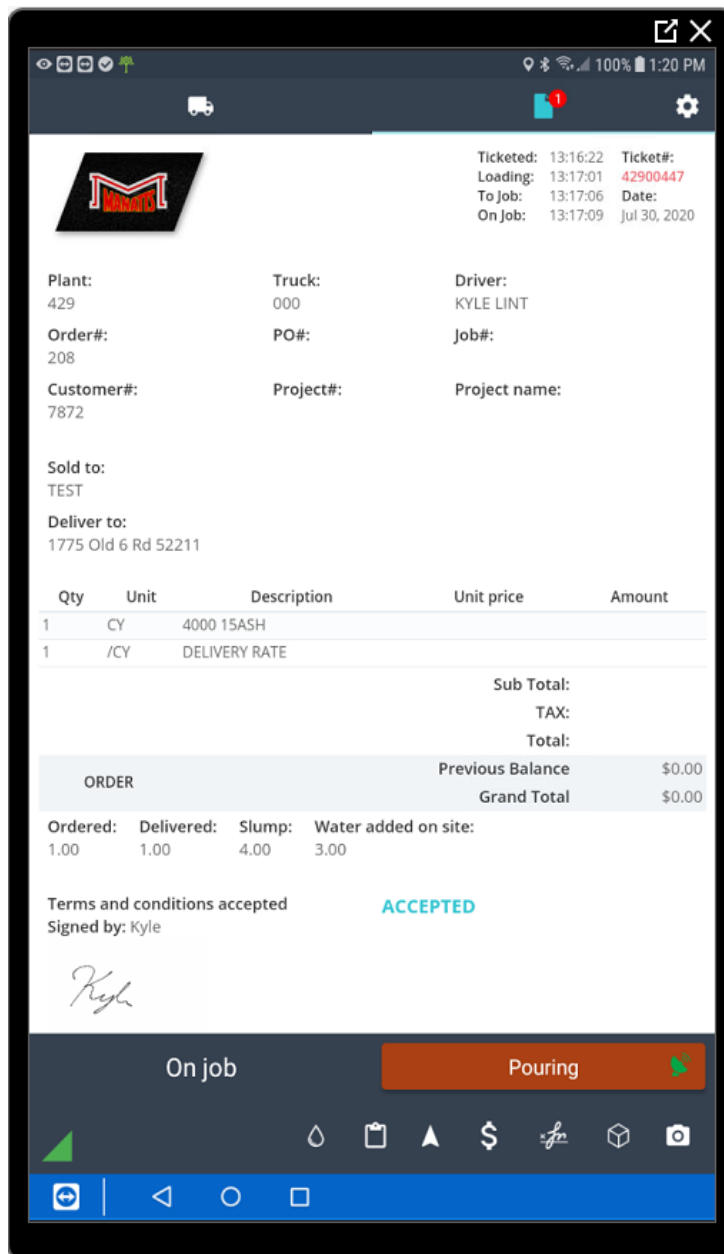 100% 1:20 PM
1
MANATTS
Ticketed: 13:16:22 Ticket#:
Loading: 13:17:01 42900447
To Job: 13:17:06 Date:
On Job: 13:17:09 Jul 30, 2020
Plant: Truck: Driver:
429 000 KYLE LINT
Order#: PO#: Job#:
208
Customer#: Project#: Project name:
7872
Sold to:
TEST
Deliver to:
1775 Old 6 Rd 52211
Qty Unit Description Unit price Amount
1 CY 4000 15ASH
1 /CY DELIVERY RATE
Sub Total:
TAX:
Total:
Previous Balance $0.00
ORDER
Grand Total $0.00
Ordered: Delivered: Slump: Water added on site:
1.00 1.00 4.00 3.00
Terms and conditions accepted ACCEPTED
Signed by: Kyle
Kyle
On job Pouring